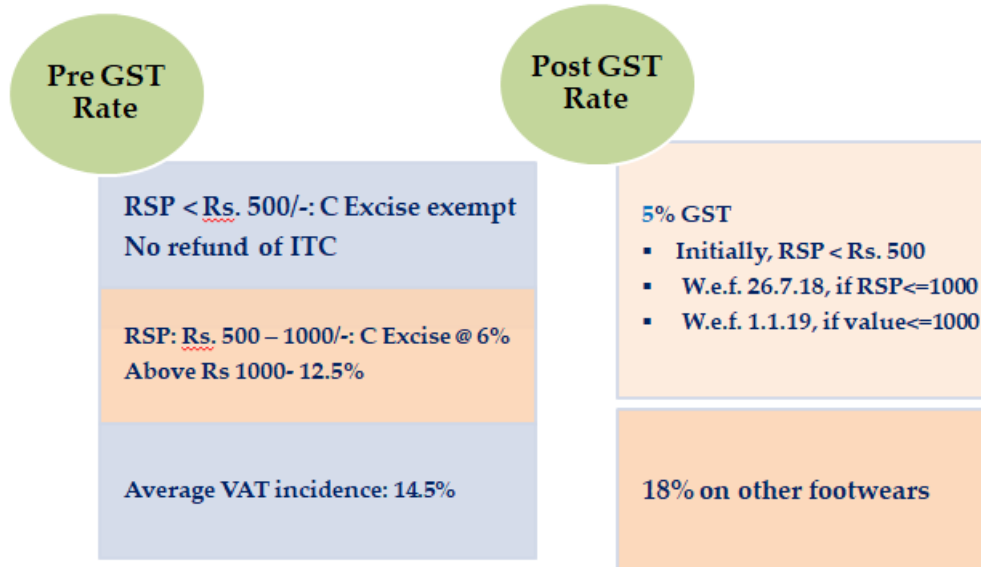 Pre GST
Rate
RSP < Rs. 500/-: C Excise exempt
No refund of ITC
RSP: Rs. 500 – 1000/-: C Excise @ 6%
Above Rs 1000- 12.5%
Average VAT incidence: 14.5%
Post GST
Rate
5% GST
▪ Initially, RSP < Rs. 500
▪ W.e.f. 26.7.18, if RSP<=1000
▪ W.e.f. 1.1.19, if value<=1000
18% on other footwears